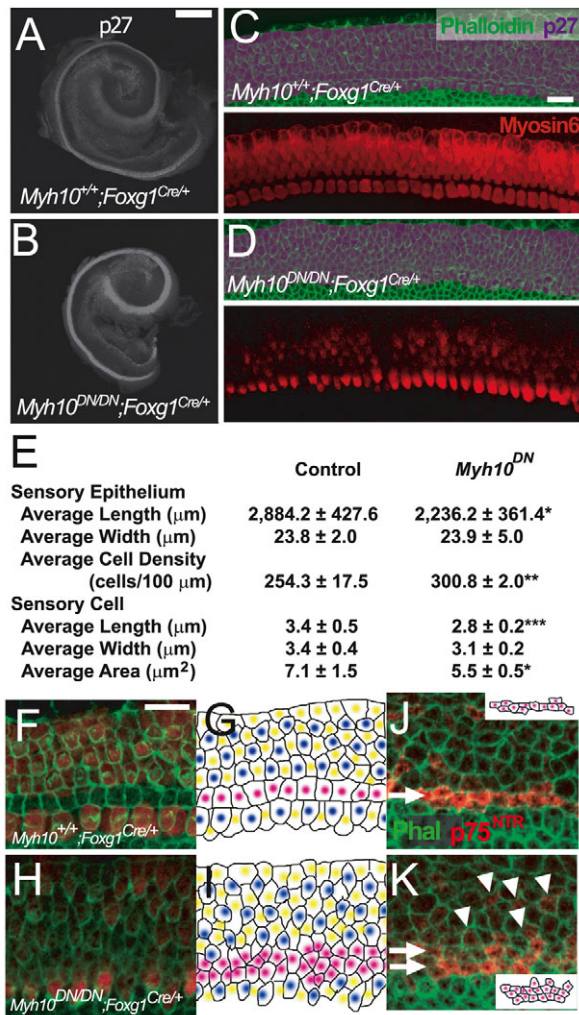 A
p27
Myh10+/+;Foxg1Cre/+
B
Myh10DN/DN;Foxg1Cre/+
C
Phalloidin p27
Myh10+/+;Foxg1Cre/+
Myosin6
D
Myh10DN/DN;Foxg1Cre/+
E
Control Myh10DN
Sensory Epithelium
Average Length (µm) 2,884.2 ± 427.6 2,236.2 ± 361.4*
Average Width (µm) 23.8 ± 2.0 23.9 ± 5.0
Average Cell Density
(cells/100 µm) 254.3 ± 17.5 300.8 ± 2.0**
Sensory Cell
Average Length (µm) 3.4 ± 0.5 2.8 ± 0.2***
Average Width (µm) 3.4 ± 0.4 3.1 ± 0.2
Average Area (µm2) 7.1 ± 1.5 5.5 ± 0.5*
F
Myh10+/+;Foxg1Cre/+
G
J
Phal p75NTR
H
Myh10DN/DN;Foxg1Cre/+
I
K